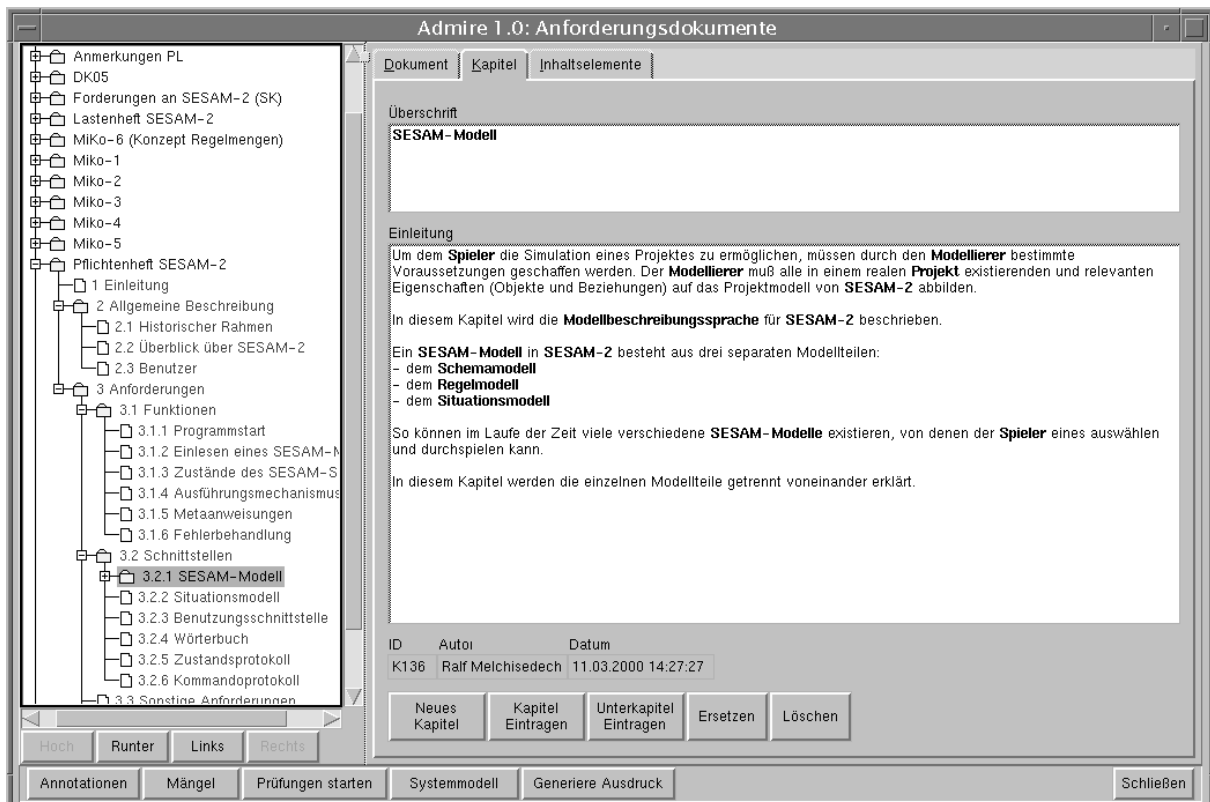 Admire 1.0: Anforderungsdokumente
Anmerkungen PL
DK05
Forderungen an SESAM-2 (SK)
Lastenheft SESAM-2
MiKo-6 (Konzept Regelmengen)
Miko-1
Miko-2
Miko-3
Miko-4
Miko-5
Pflichtenheft SESAM-2
1 Einleitung
2 Allgemeine Beschreibung
2.1 Historischer Rahmen
2.2 Überblick über SESAM-2
2.3 Benutzer
3 Anforderungen
3.1 Funktionen
3.1.1 Programmstart
3.1.2 Einlesen eines SESAM-M
3.1.3 Zustände des SESAM-S
3.1.4 Ausführungsmechanismus
3.1.5 Metaanweisungen
3.1.6 Fehlerbehandlung
3.2 Schnittstellen
3.2.1 SESAM-Modell
3.2.2 Situationsmodell
3.2.3 Benutzungsschnittstelle
3.2.4 Wörterbuch
3.2.5 Zustandsprotokoll
3.2.6 Kommandoprotokoll
3.3 Sonstige Anforderungen
Hoch Runter Links Rechts
Dokument Kapitel Inhaltselemente
Überschrift
SESAM-Modell
Einleitung
Um dem Spieler die Simulation eines Projektes zu ermöglichen, müssen durch den Modellierer bestimmte
Voraussetzungen geschaffen werden. Der Modellierer muß alle in einem realen Projekt existierenden und relevanten
Eigenschaften (Objekte und Beziehungen) auf das Projektmodell von SESAM-2 abbilden.
In diesem Kapitel wird die Modellbeschreibungssprache für SESAM-2 beschrieben.
Ein SESAM-Modell in SESAM-2 besteht aus drei separaten Modellteilen:
- dem Schemamodell
- dem Regelmodell
- dem Situationsmodell
So können im Laufe der Zeit viele verschiedene SESAM-Modelle existieren, von denen der Spieler eines auswählen
und durchspielen kann.
In diesem Kapitel werden die einzelnen Modellteile getrennt voneinander erklärt.
ID Autor Datum
K136 Ralf Melchisedech 11.03.2000 14:27:27
Neues
Kapitel
Kapitel
Eintragen
Unterkapitel
Eintragen
Ersetzen
Löschen
Annotationen Mängel Prüfungen starten Systemmodell Generiere Ausdruck Schließen